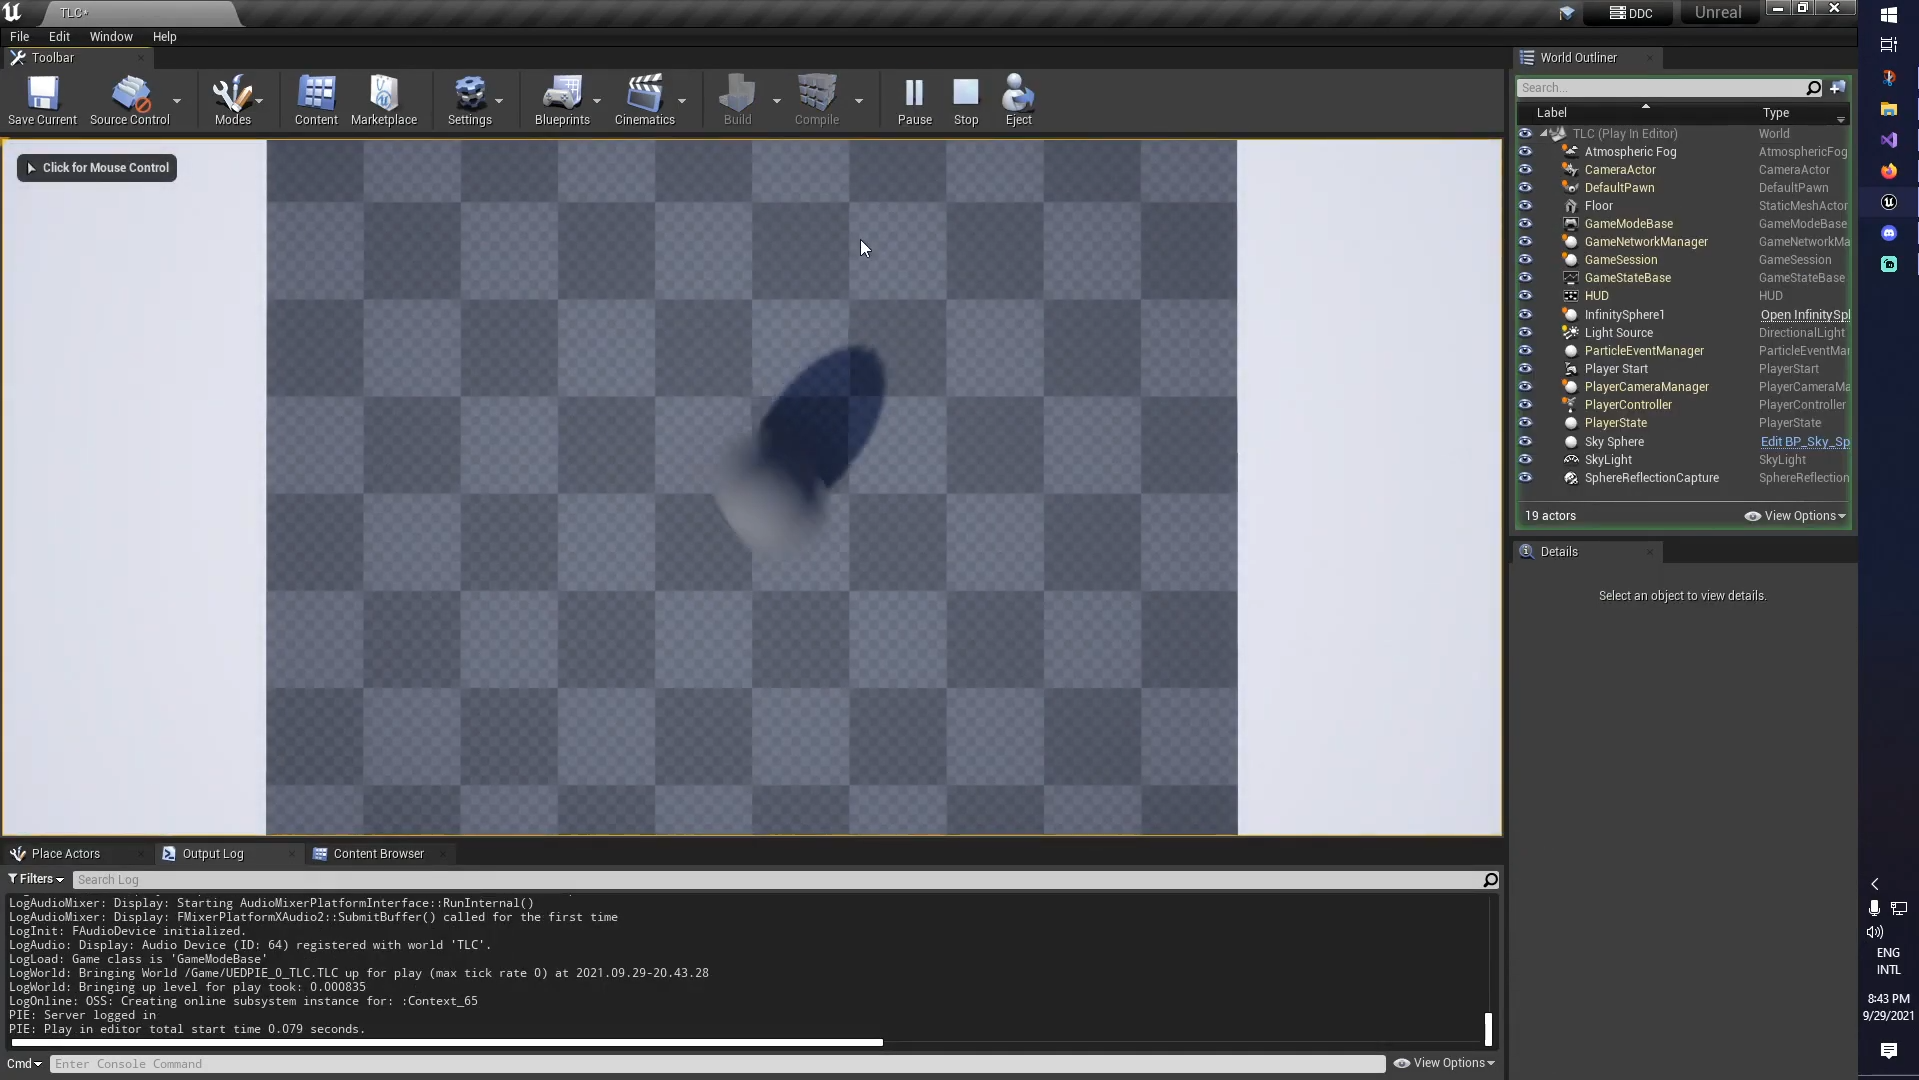 TLC*
DDC
Unreal
File
Edit
Window
Help
Toolbar
Save Current
Source Control
Modes
Content
Marketplace
Settings
Blueprints
Cinematics
Build
Compile
Pause
Stop
Eject
Click for Mouse Control
World Outliner
Search...
Label
Type
TLC (Play In Editor) World
Atmospheric Fog AtmosphericFog
CameraActor CameraActor
DefaultPawn DefaultPawn
Floor StaticMeshActor
GameModeBase GameModeBase
GameNetworkManager GameNetworkMa
GameSession GameSession
GameStateBase GameStateBase
HUD HUD
InfinitySphere1 Open InfinitySpl
Light Source DirectionalLight
ParticleEventManager ParticleEventMar
Player Start PlayerStart
PlayerCameraManager PlayerCameraMa
PlayerController PlayerController
PlayerState PlayerState
Sky Sphere Edit BP_Sky_Sp
SkyLight SkyLight
SphereReflectionCapture SphereReflection
19 actors
View Options
Details
Select an object to view details.
Place Actors
Output Log
Content Browser
Filters
Search Log
LogAudioMixer: Display: Starting AudioMixerPlatformInterface::RunInternal()
LogAudioMixer: Display: FMixerPlatformXAudio2::SubmitBuffer() called for the first time
LogInit: FAudioDevice initialized.
LogAudio: Display: Audio Device (ID: 64) registered with world 'TLC'.
LogLoad: Game class is 'GameModeBase'
LogWorld: Bringing World /Game/UEDPIE_0_TLC.TLC up for play (max tick rate 0) at 2021.09.29-20.43.28
LogWorld: Bringing up level for play took: 0.000835
LogOnline: OSS: Creating online subsystem instance for: :Context_65
PIE: Server logged in
PIE: Play in editor total start time 0.079 seconds.
Cmd
Enter Console Command
View Options
ENG
INTL
8:43 PM
9/29/2021